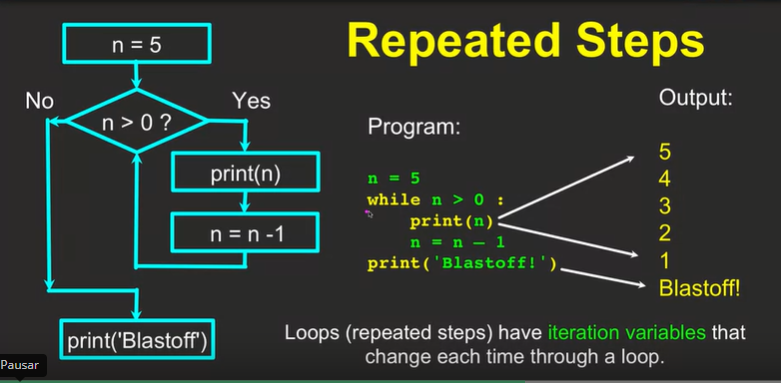 Repeated Steps
n = 5
No
Yes
n > 0 ?
print(n)
n = n -1
print('Blastoff')
Program:
n = 5
while n > 0 :
print(n)
n = n – 1
print('Blastoff!')
Output:
5
4
3
2
1
Blastoff!
Loops (repeated steps) have iteration variables that
change each time through a loop.
Pausar